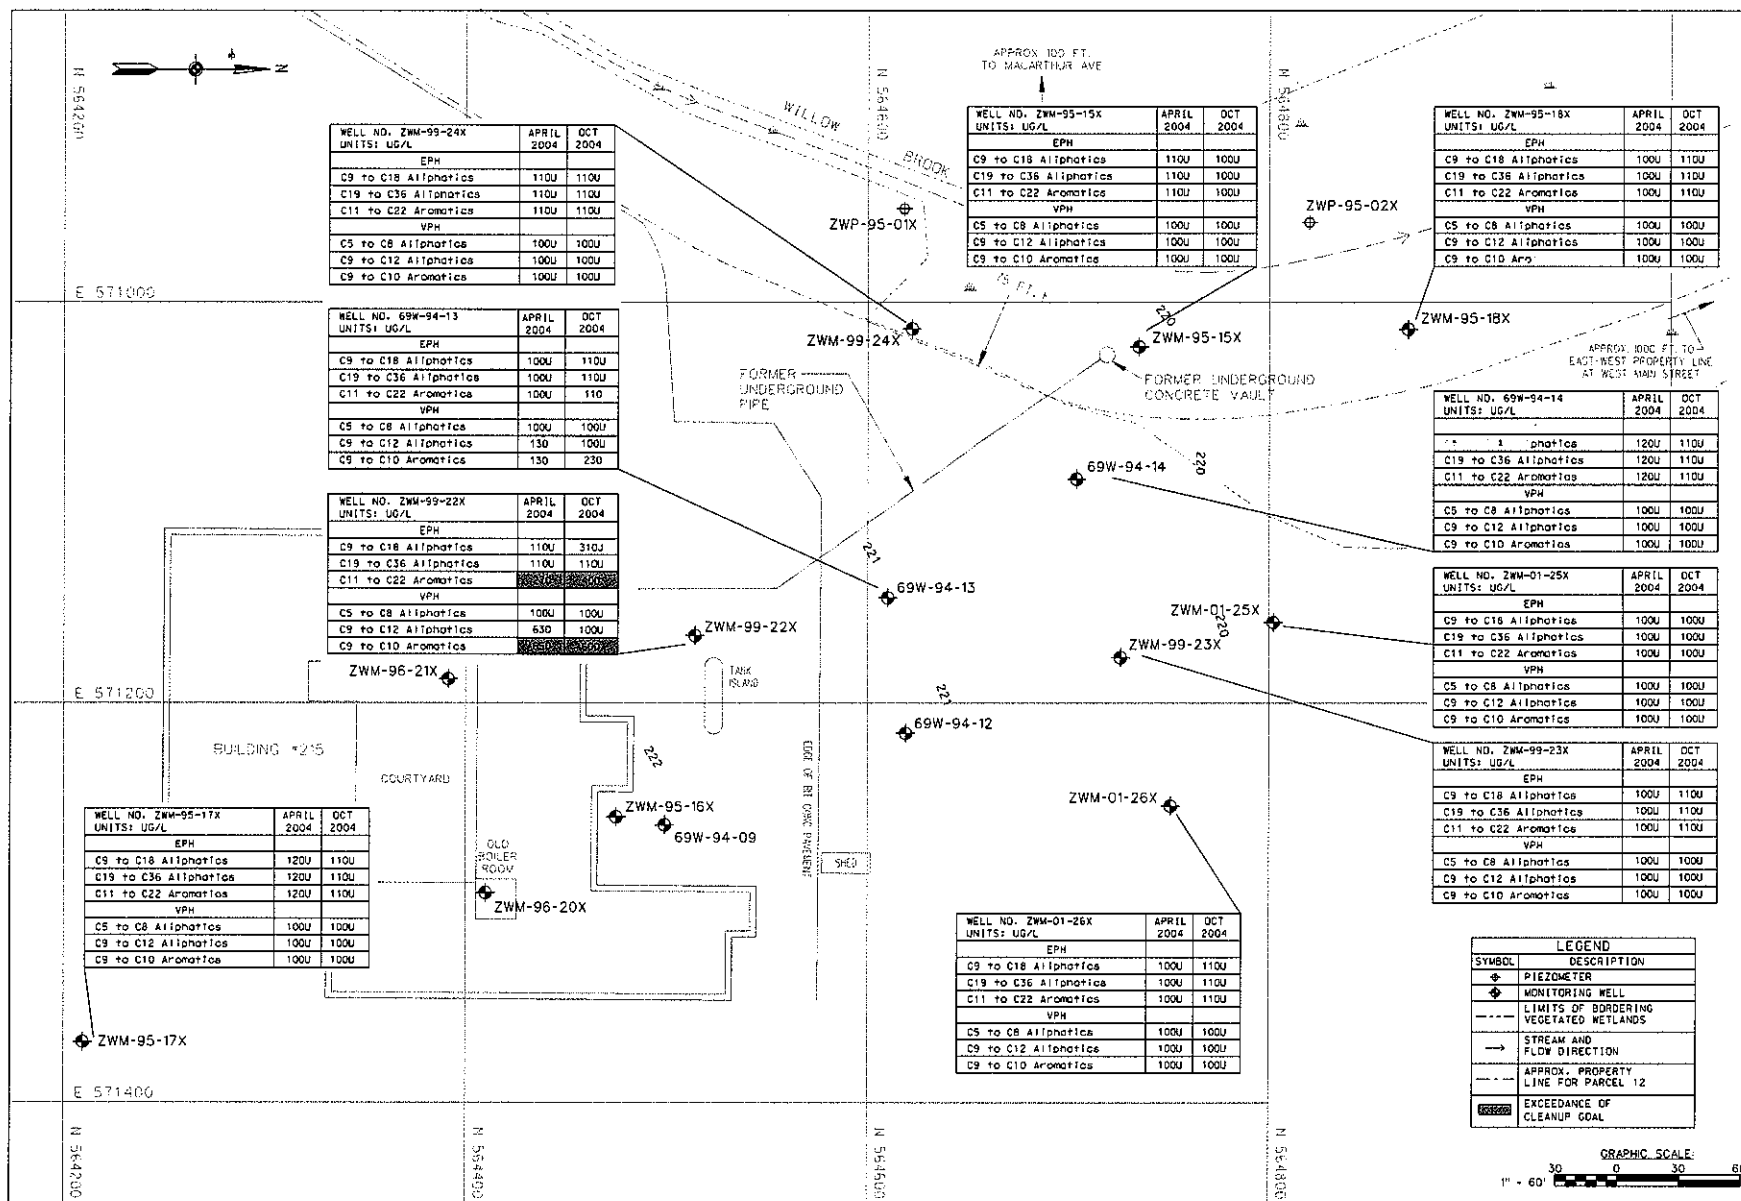 N
N 564200
N 564600
N 564800
APPROX 100 FT.
TO MACARTHUR AVE
WILLOW
BROOK
WELL NO. ZWM-99-24X APRIL 2004 OCT 2004
UNITS: UG/L
EPH
C9 to C18 Aliphatics 110U 110U
C19 to C36 Aliphatics 110U 110U
C11 to C22 Aromatics 110U 110U
VPH
C5 to C8 Aliphatics 100U 100U
C9 to C12 Aliphatics 100U 100U
C9 to C10 Aromatics 100U 100U
WELL NO. ZWM-95-15X APRIL 2004 OCT 2004
UNITS: UG/L
EPH
C9 to C18 Aliphatics 110U 100U
C19 to C36 Aliphatics 110U 100U
C11 to C22 Aromatics 110U 100U
VPH
C5 to C8 Aliphatics 100U 100U
C9 to C12 Aliphatics 100U 100U
C9 to C10 Aromatics 100U 100U
WELL NO. ZWM-95-18X APRIL 2004 OCT 2004
UNITS: UG/L
EPH
C9 to C18 Aliphatics 100U 110U
C19 to C36 Aliphatics 100U 110U
C11 to C22 Aromatics 100U 110U
VPH
C5 to C8 Aliphatics 100U 100U
C9 to C12 Aliphatics 100U 100U
C9 to C10 Aro 100U 100U
ZWP-95-01X
ZWP-95-02X
E 571000
75 FT.
220
ZWM-99-24X
ZWM-95-15X
ZWM-95-18X
APPROX. 1000 FT. TO
EAST-WEST PROPERTY LINE
AT WEST MAIN STREET
FORMER
UNDERGROUND
PIPE
FORMER UNDERGROUND
CONCRETE VAULT
WELL NO. 69W-94-13 APRIL 2004 OCT 2004
UNITS: UG/L
EPH
C9 to C18 Aliphatics 100U 110U
C19 to C36 Aliphatics 100U 110U
C11 to C22 Aromatics 100U 110
VPH
C5 to C8 Aliphatics 100U 100U
C9 to C12 Aliphatics 130 100U
C9 to C10 Aromatics 130 230
WELL NO. 69W-94-14 APRIL 2004 OCT 2004
UNITS: UG/L
phatics 120U 110U
C19 to C36 Aliphatics 120U 110U
C11 to C22 Aromatics 120U 110U
VPH
C5 to C8 Aliphatics 100U 100U
C9 to C12 Aliphatics 100U 100U
C9 to C10 Aromatics 100U 100U
69W-94-14
220
WELL NO. ZWM-99-22X APRIL 2004 OCT 2004
UNITS: UG/L
EPH
C9 to C18 Aliphatics 110U 310J
C19 to C36 Aliphatics 110U 110U
C11 to C22 Aromatics
VPH
C5 to C8 Aliphatics 100U 100U
C9 to C12 Aliphatics 630 100U
C9 to C10 Aromatics
221
69W-94-13
ZWM-99-22X
ZWM-01-25X
220
ZWM-99-23X
WELL NO. ZWM-01-25X APRIL 2004 OCT 2004
UNITS: UG/L
EPH
C9 to C18 Aliphatics 100U 100U
C19 to C36 Aliphatics 100U 100U
C11 to C22 Aromatics 100U 100U
VPH
C5 to C8 Aliphatics 100U 100U
C9 to C12 Aliphatics 100U 100U
C9 to C10 Aromatics 100U 100U
ZWM-96-21X
TANK
ISLAND
E 571200
221
69W-94-12
BUILDING #215
COURTYARD
222
EDGE OF BIT CONC PAVEMENT
WELL NO. ZWM-99-23X APRIL 2004 OCT 2004
UNITS: UG/L
EPH
C9 to C18 Aliphatics 100U 110U
C19 to C36 Aliphatics 100U 110U
C11 to C22 Aromatics 100U 110U
VPH
C5 to C8 Aliphatics 100U 100U
C9 to C12 Aliphatics 100U 100U
C9 to C10 Aromatics 100U 100U
ZWM-01-26X
ZWM-95-16X
69W-94-09
WELL NO. ZWM-95-17X APRIL 2004 OCT 2004
UNITS: UG/L
EPH
C9 to C18 Aliphatics 120U 110U
C19 to C36 Aliphatics 120U 110U
C11 to C22 Aromatics 120U 110U
VPH
C5 to C8 Aliphatics 100U 100U
C9 to C12 Aliphatics 100U 100U
C9 to C10 Aromatics 100U 100U
OLD
BOILER
ROOM
SHED
ZWM-96-20X
WELL NO. ZWM-01-26X APRIL 2004 OCT 2004
UNITS: UG/L
EPH
C9 to C18 Aliphatics 100U 110U
C19 to C36 Aliphatics 100U 110U
C11 to C22 Aromatics 100U 110U
VPH
C5 to C8 Aliphatics 100U 100U
C9 to C12 Aliphatics 100U 100U
C9 to C10 Aromatics 100U 100U
ZWM-95-17X
E 571400
N 564200
N 564400
N 564600
N 564800
LEGEND
SYMBOL DESCRIPTION
PIEZOMETER
MONITORING WELL
LIMITS OF BORDERING
VEGETATED WETLANDS
STREAM AND
FLOW DIRECTION
APPROX. PROPERTY
LINE FOR PARCEL 12
EXCEEDANCE OF
CLEANUP GOAL
GRAPHIC SCALE:
1" = 60'
30 0 30 60